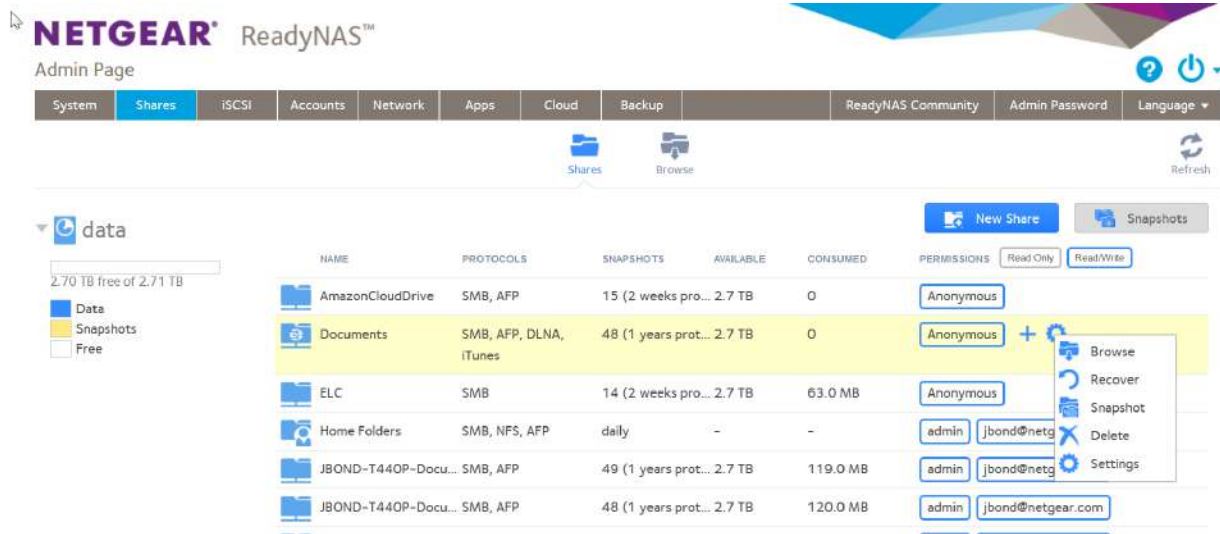 NETGEAR® ReadyNAS™
Admin Page
System Shares iSCSI Accounts Network Apps Cloud Backup ReadyNAS Community Admin Password Language
Shares Browse Refresh
data
New Share Snapshots
2.70 TB free of 2.71 TB
Data
Snapshots
Free
NAME PROTOCOLS SNAPSHOTS AVAILABLE CONSUMED PERMISSIONS Read Only Read/Write
AmazonCloudDrive SMB, AFP 15 (2 weeks pro... 2.7 TB 0 Anonymous
Documents SMB, AFP, DLNA, 48 (1 years prot... 2.7 TB 0 Anonymous
iTunes
Browse
Recover
Snapshot
Delete
Settings
ELC SMB 14 (2 weeks pro... 2.7 TB 63.0 MB Anonymous
Home Folders SMB, NFS, AFP daily - - admin jbond@netg
JBOND-T440P-Docu... SMB, AFP 49 (1 years prot... 2.7 TB 119.0 MB admin jbond@netg
JBOND-T440P-Docu... SMB, AFP 48 (1 years prot... 2.7 TB 120.0 MB admin jbond@netgear.com